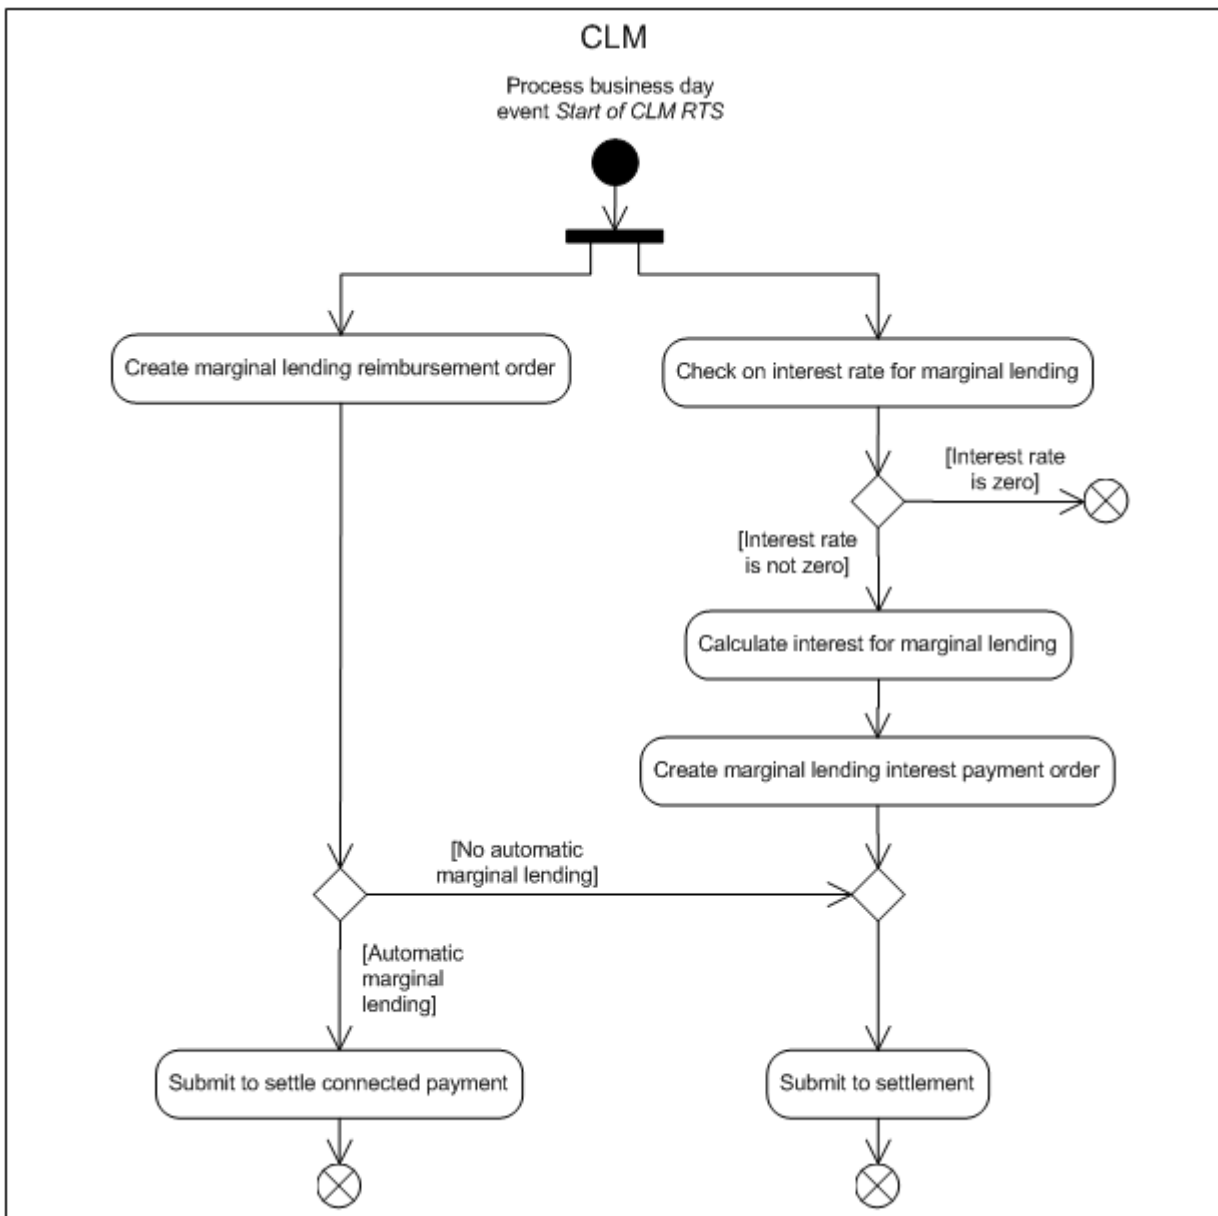 CLM
Process business day
event Start of CLM RTS
Create marginal lending reimbursement order
Check on interest rate for marginal lending
[Interest rate
is zero]
[Interest rate
is not zero]
Calculate interest for marginal lending
Create marginal lending interest payment order
[No automatic
marginal lending]
[Automatic
marginal
lending]
Submit to settle connected payment
Submit to settlement